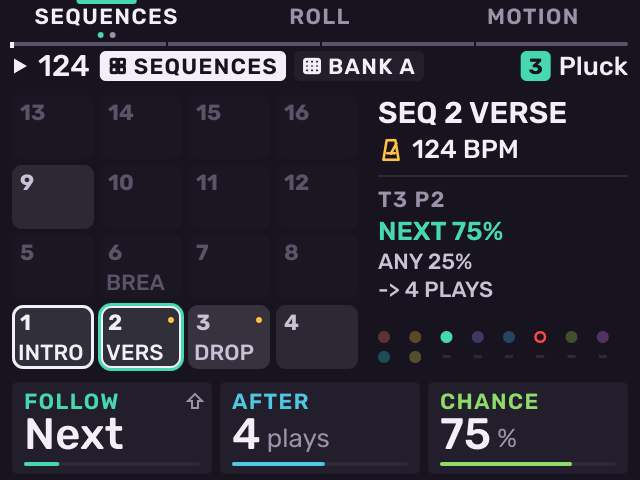 SEQUENCES ROLL MOTION
124 SEQUENCES BANK A 3 Pluck
13 14 15 16
9 10 11 12
5 6 7 8
BREA
1 2 3 4
INTRO VERS DROP
SEQ 2 VERSE
124 BPM
T3 P2
NEXT 75%
ANY 25%
-> 4 PLAYS
FOLLOW AFTER CHANCE
Next 4 plays 75 %